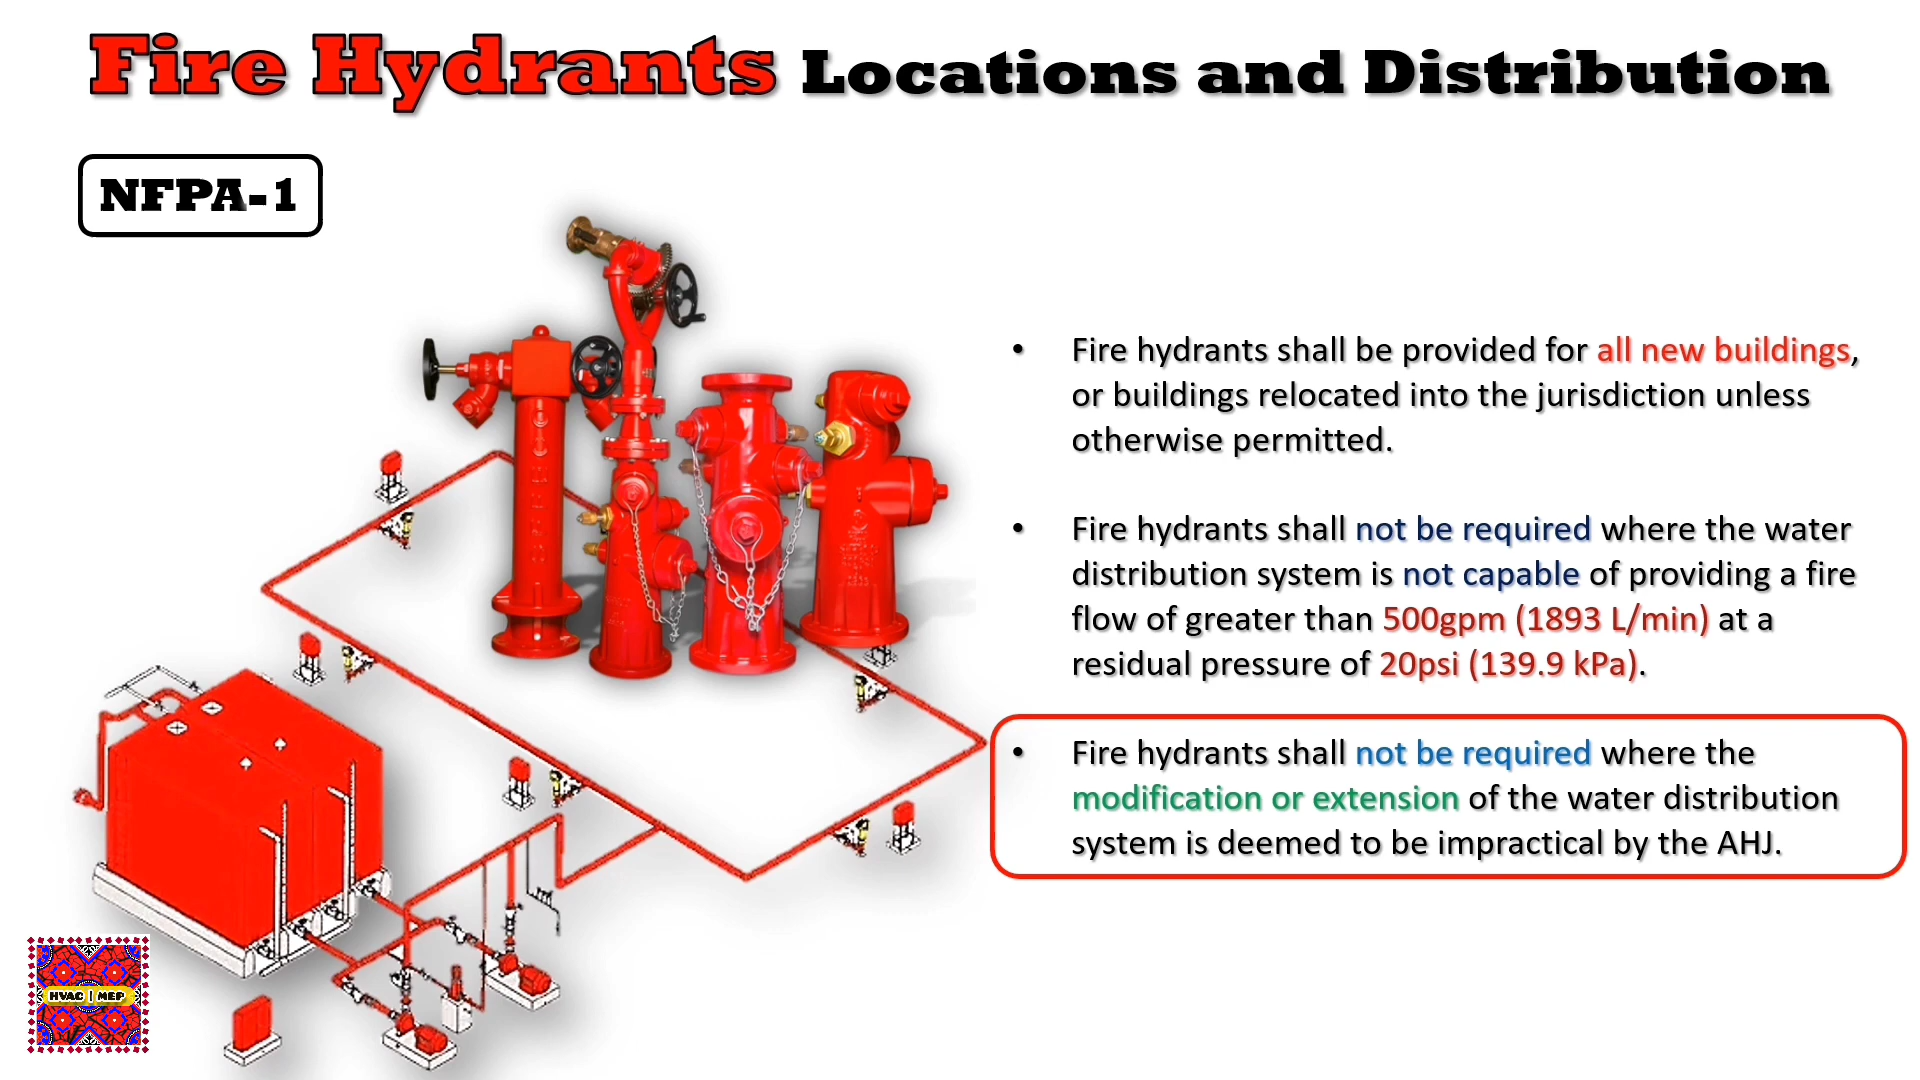 Fire Hydrants Locations and Distribution
NFPA-1
• Fire hydrants shall be provided for all new buildings,
or buildings relocated into the jurisdiction unless
otherwise permitted.
• Fire hydrants shall not be required where the water
distribution system is not capable of providing a fire
flow of greater than 500gpm (1893 L/min) at a
residual pressure of 20psi (139.9 kPa).
• Fire hydrants shall not be required where the
modification or extension of the water distribution
system is deemed to be impractical by the AHJ.
HVAC | MEP